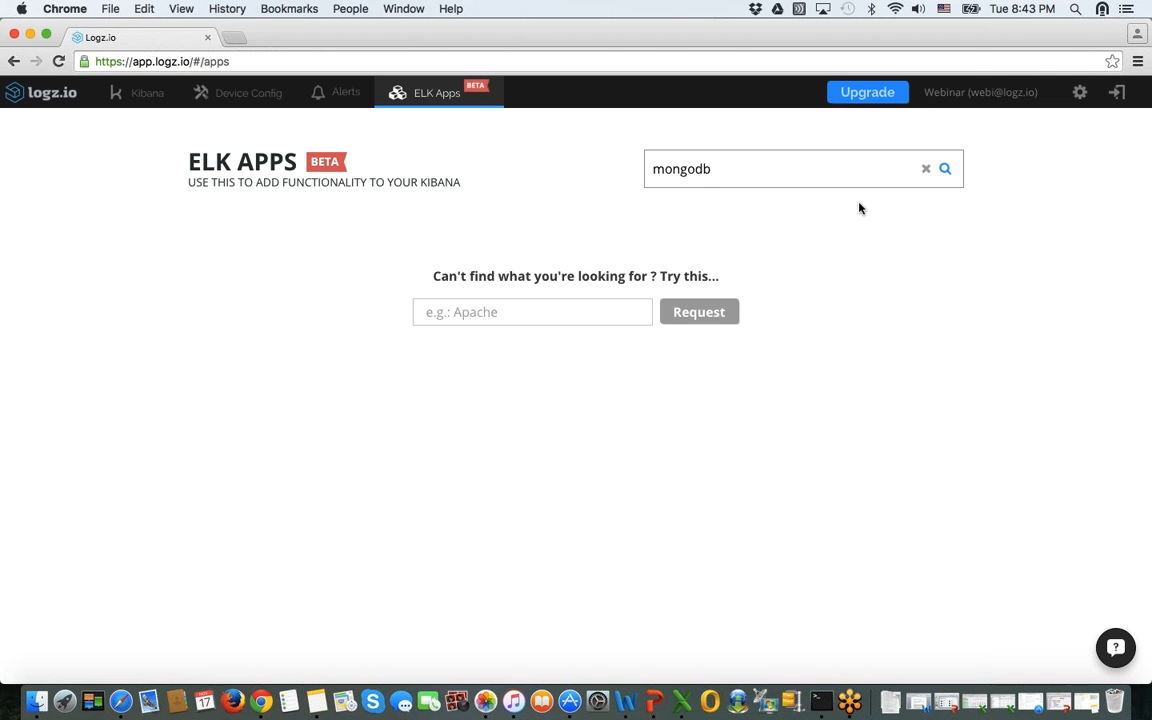 Chrome File Edit View History Bookmarks People Window Help Tue 8:43 PM
Logz.io
https://app.logz.io/#/apps
logz.io Kibana Device Config Alerts ELK Apps BETA Upgrade Webinar (webi@logz.io)
ELK APPS BETA
USE THIS TO ADD FUNCTIONALITY TO YOUR KIBANA
mongodb
Can't find what you're looking for ? Try this...
e.g.: Apache Request
17